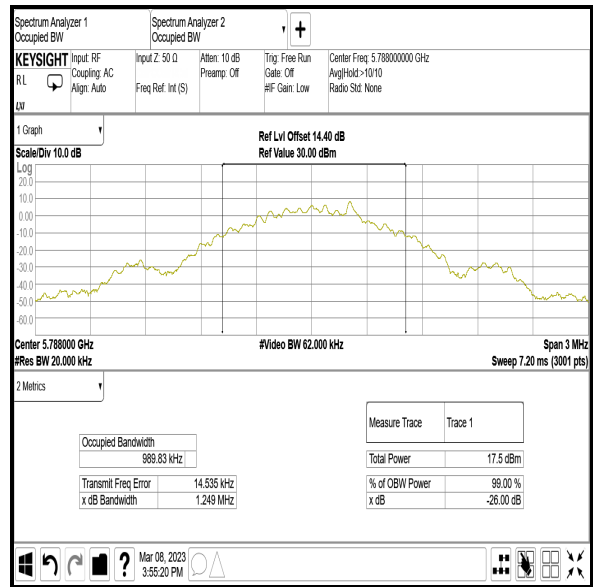 Spectrum Analyzer 1
Occupied BW
Spectrum Analyzer 2
Occupied BW
+
KEYSIGHT
RL
LXI
Input: RF
Coupling: AC
Align: Auto
Input Z: 50 Ω
Freq Ref: Int (S)
Atten: 10 dB
Preamp: Off
Trig: Free Run
Gate: Off
#IF Gain: Low
Center Freq: 5.788000000 GHz
Avg|Hold:>10/10
Radio Std: None
1 Graph
Scale/Div 10.0 dB
Ref Lvl Offset 14.40 dB
Ref Value 30.00 dBm
Log
20.0
10.0
0.00
-10.0
-20.0
-30.0
-40.0
-50.0
-60.0
Center 5.788000 GHz
#Res BW 20.000 kHz
#Video BW 62.000 kHz
Span 3 MHz
Sweep 7.20 ms (3001 pts)
2 Metrics
Occupied Bandwidth
989.83 kHz
Transmit Freq Error 14.535 kHz
x dB Bandwidth 1.249 MHz
Measure Trace Trace 1
Total Power 17.5 dBm
% of OBW Power 99.00 %
x dB -26.00 dB
?
Mar 08, 2023
3:55:20 PM